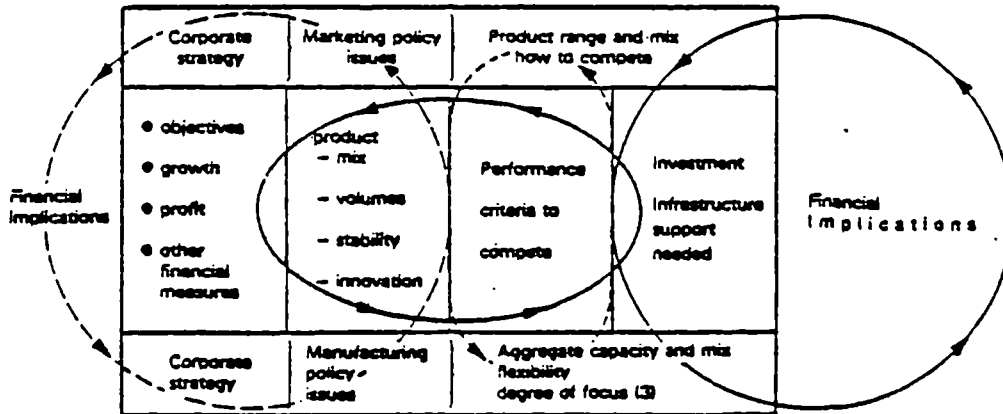 Corporate
strategy
Marketing policy
issues
Product range and mix
how to compete
Financial
Implications
● objectives
● growth
● profit
● other
financial
measures
product
– mix
– volumes
– stability
– innovation
Performance
criteria to
compete
Investment
Infrastructure
support
needed
Financial
Implications
Corporate
strategy
Manufacturing
policy
issues
Aggregate capacity and mix
flexibility
degree of focus (3)